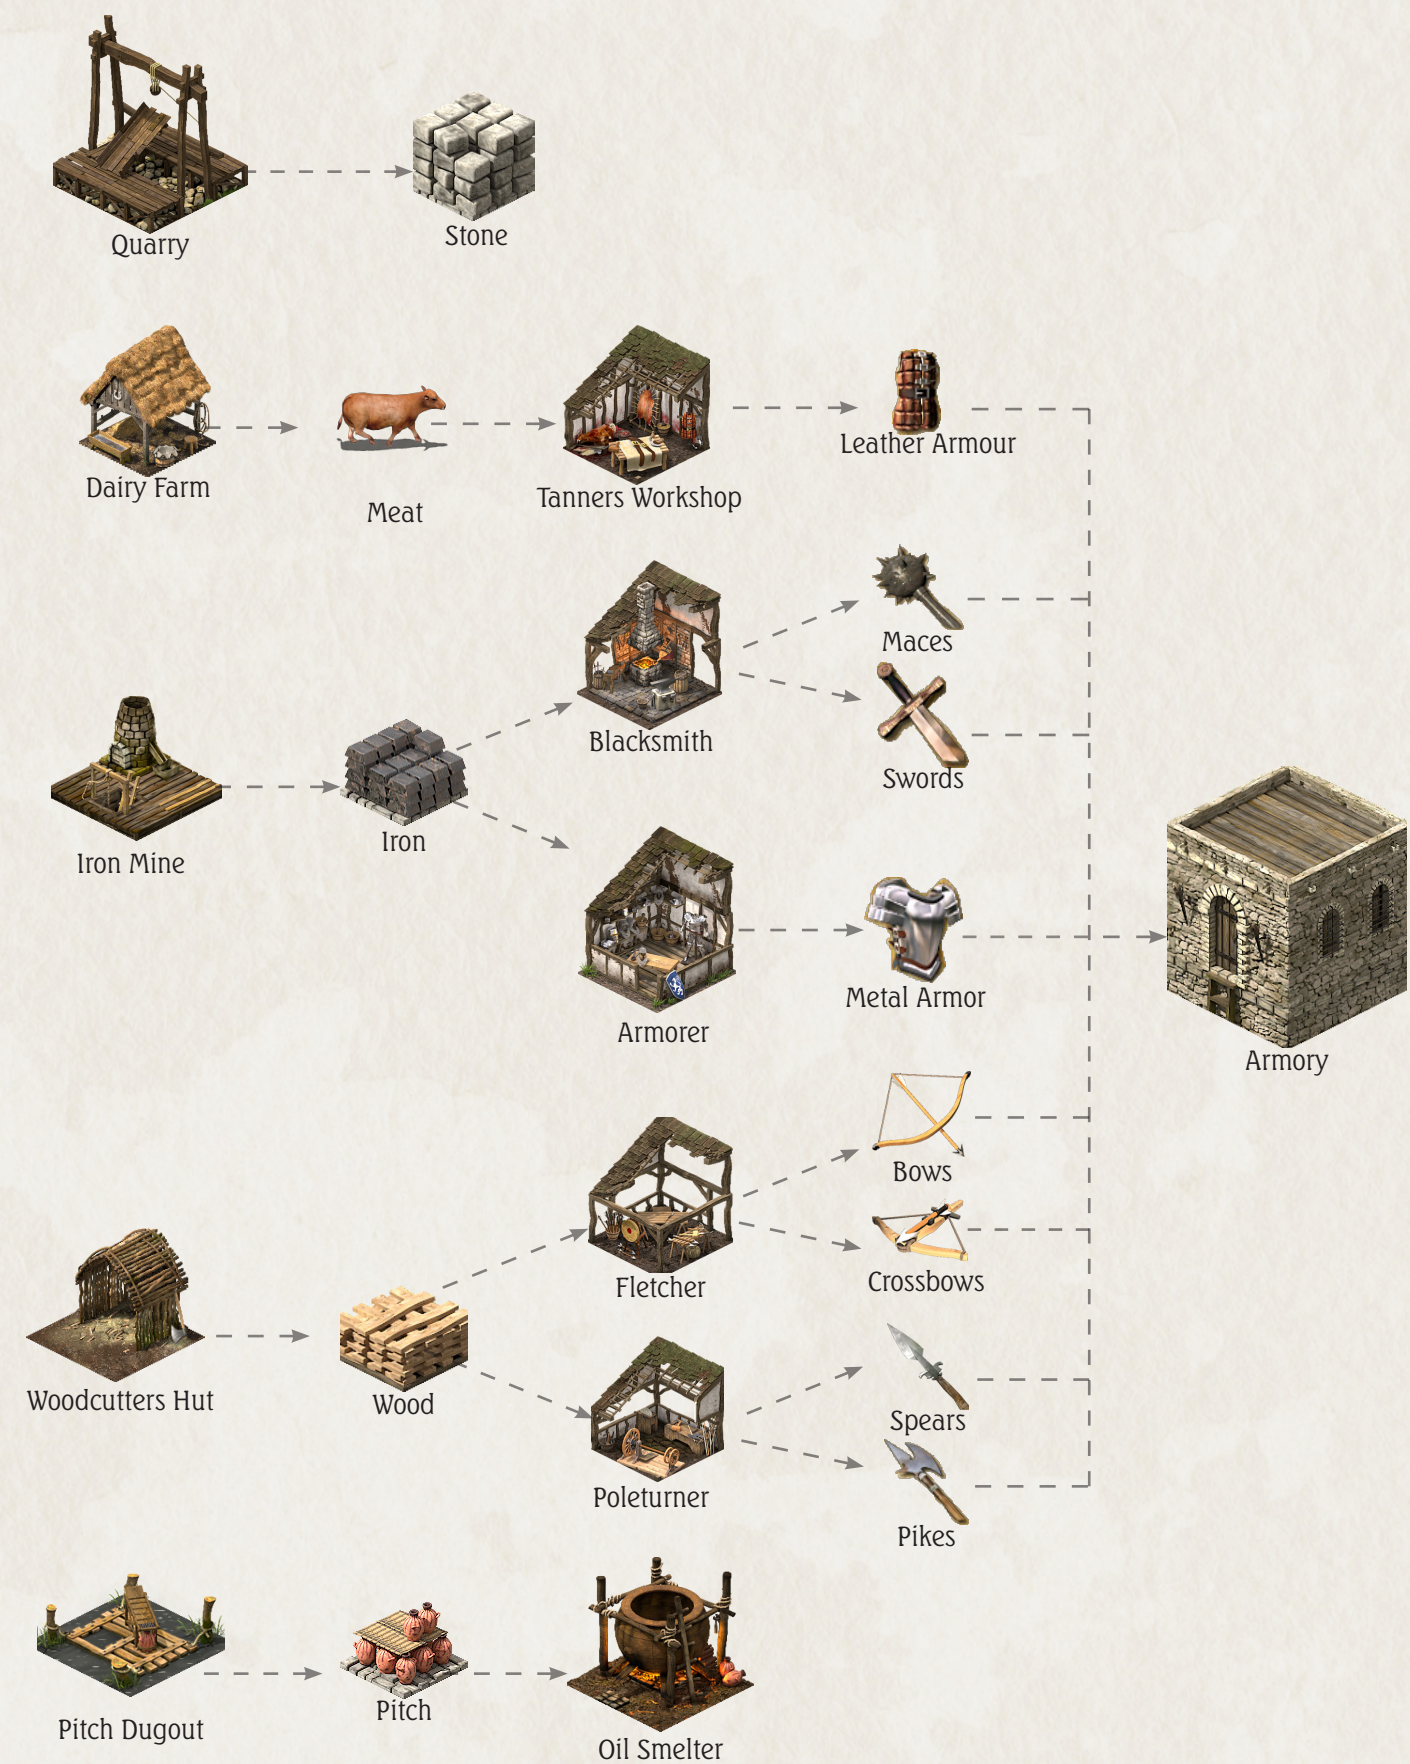 Quarry
Stone
Dairy Farm
Meat
Tanners Workshop
Leather Armour
Maces
Blacksmith
Swords
Iron Mine
Iron
Armorer
Metal Armor
Armory
Bows
Fletcher
Crossbows
Woodcutters Hut
Wood
Spears
Poleturner
Pikes
Pitch Dugout
Pitch
Oil Smelter